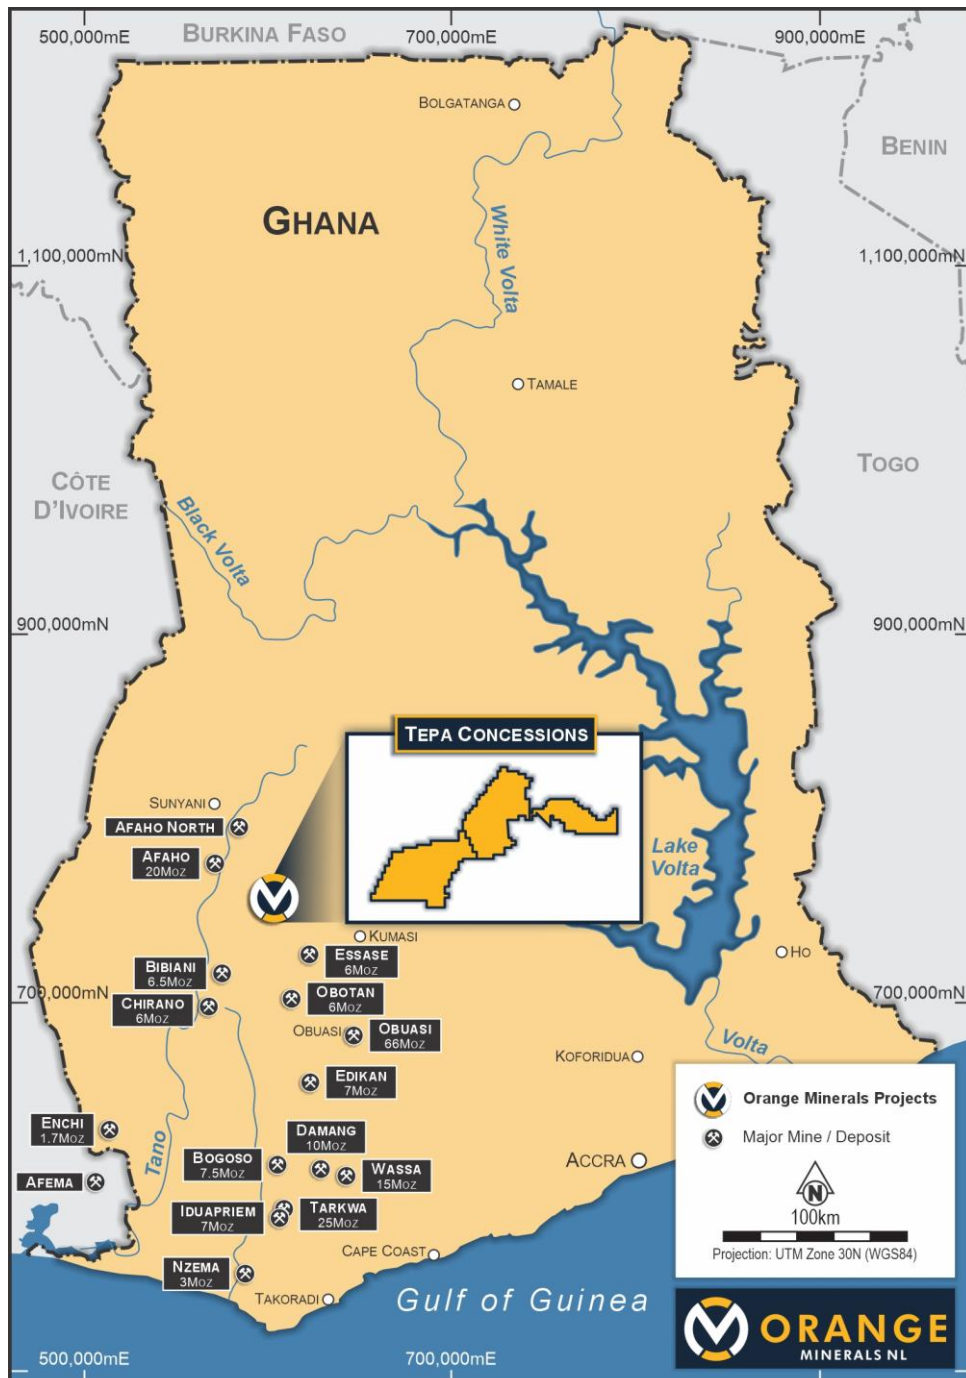 500,000mE
BURKINA FASO
700,000mE
900,000mE
BOLGATANGA
BENIN
GHANA
White Volta
1,100,000mN
1,100,000mN
TAMALE
CÔTE
D'IVOIRE
TOGO
Black Volta
900,000mN
900,000mN
TEPA CONCESSIONS
SUNYANI
AFAHO NORTH
AFAHO
20MOZ
Lake
Volta
KUMASI
ESSASE
6MOZ
HO
BIBIANI
6.5MOZ
CHIRANO
6MOZ
OBOTAN
6MOZ
700,000mN
700,000mN
OBUASI
OBUASI
66MOZ
Volta
KOFORIDUA
EDIKAN
7MOZ
Orange Minerals Projects
Major Mine / Deposit
N
100km
Projection: UTM Zone 30N (WGS84)
ENCHI
1.7MOZ
DAMANG
10MOZ
Tano
BOGOSO
7.5MOZ
WASSA
15MOZ
ACCRA
AFEMA
IDUAPRIEM
7MOZ
TARKWA
25MOZ
CAPE COAST
NZEMA
3MOZ
TAKORADI
Gulf of Guinea
ORANGE
MINERALS NL
500,000mE
700,000mE